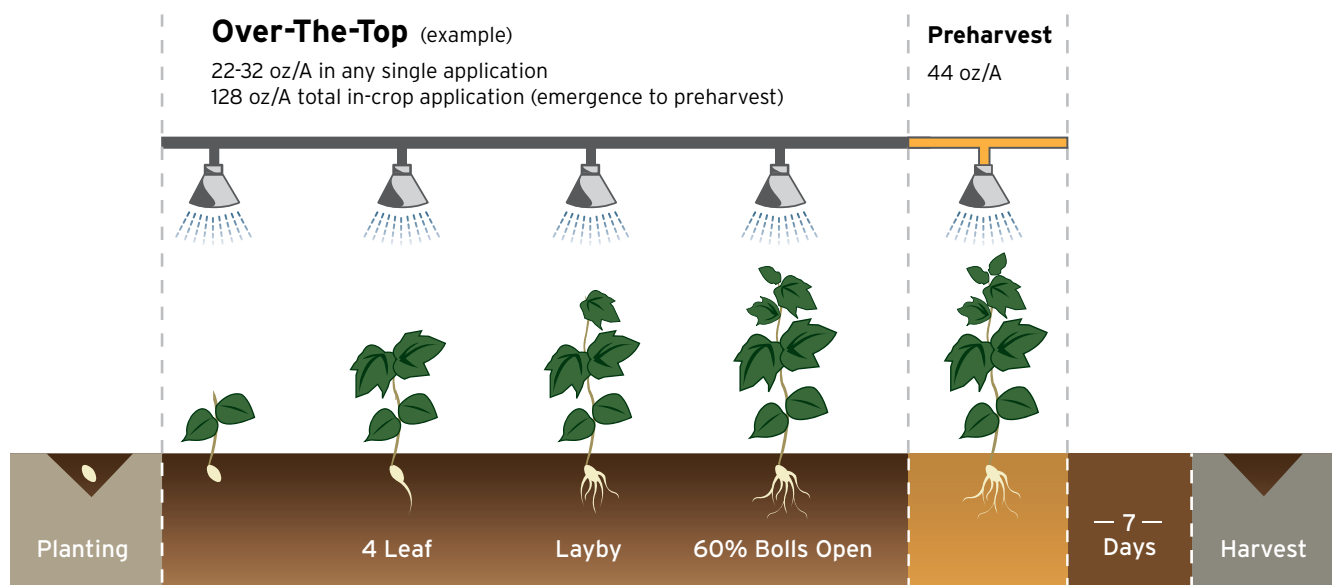 Over-The-Top (example)
22-32 oz/A in any single application
128 oz/A total in-crop application (emergence to preharvest)
Preharvest
44 oz/A
Planting
4 Leaf
Layby
60% Bolls Open
— 7 —
Days
Harvest